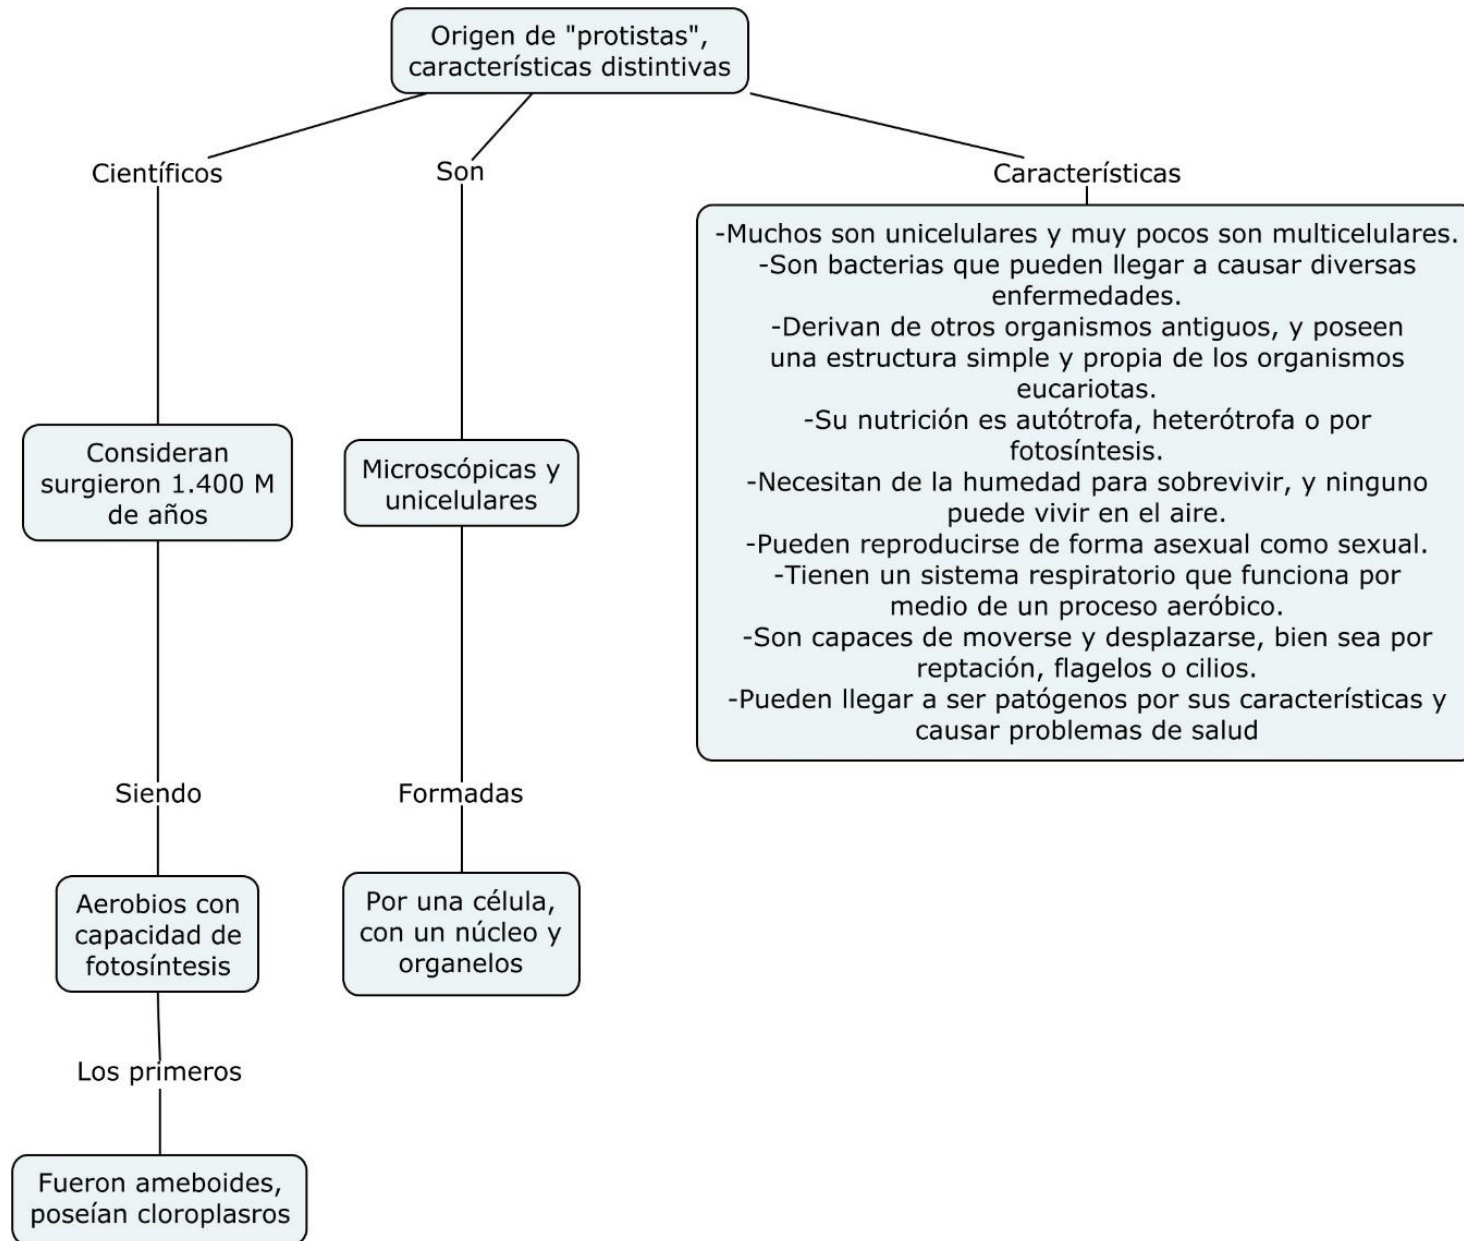 Origen de "protistas",
características distintivas
Científicos
Consideran
surgieron 1.400 M
de años
Siendo
Aerobios con
capacidad de
fotosíntesis
Los primeros
Fueron ameboides,
poseían cloroplasros
Son
Microscópicas y
unicelulares
Formadas
Por una célula,
con un núcleo y
organelos
Características
-Muchos son unicelulares y muy pocos son multicelulares.
-Son bacterias que pueden llegar a causar diversas
enfermedades.
-Derivan de otros organismos antiguos, y poseen
una estructura simple y propia de los organismos
eucariotas.
-Su nutrición es autótrofa, heterótrofa o por
fotosíntesis.
-Necesitan de la humedad para sobrevivir, y ninguno
puede vivir en el aire.
-Pueden reproducirse de forma asexual como sexual.
-Tienen un sistema respiratorio que funciona por
medio de un proceso aeróbico.
-Son capaces de moverse y desplazarse, bien sea por
reptación, flagelos o cilios.
-Pueden llegar a ser patógenos por sus características y
causar problemas de salud